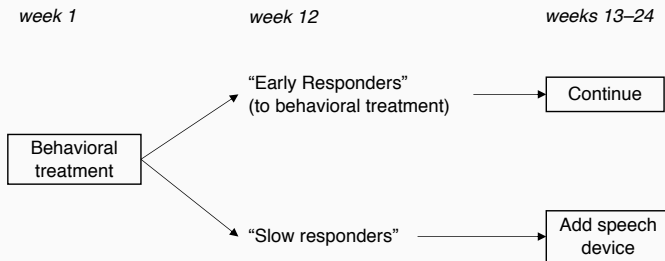 week 1
week 12
weeks 13–24
“Early Responders”
(to behavioral treatment)
Continue
Behavioral
treatment
“Slow responders”
Add speech
device